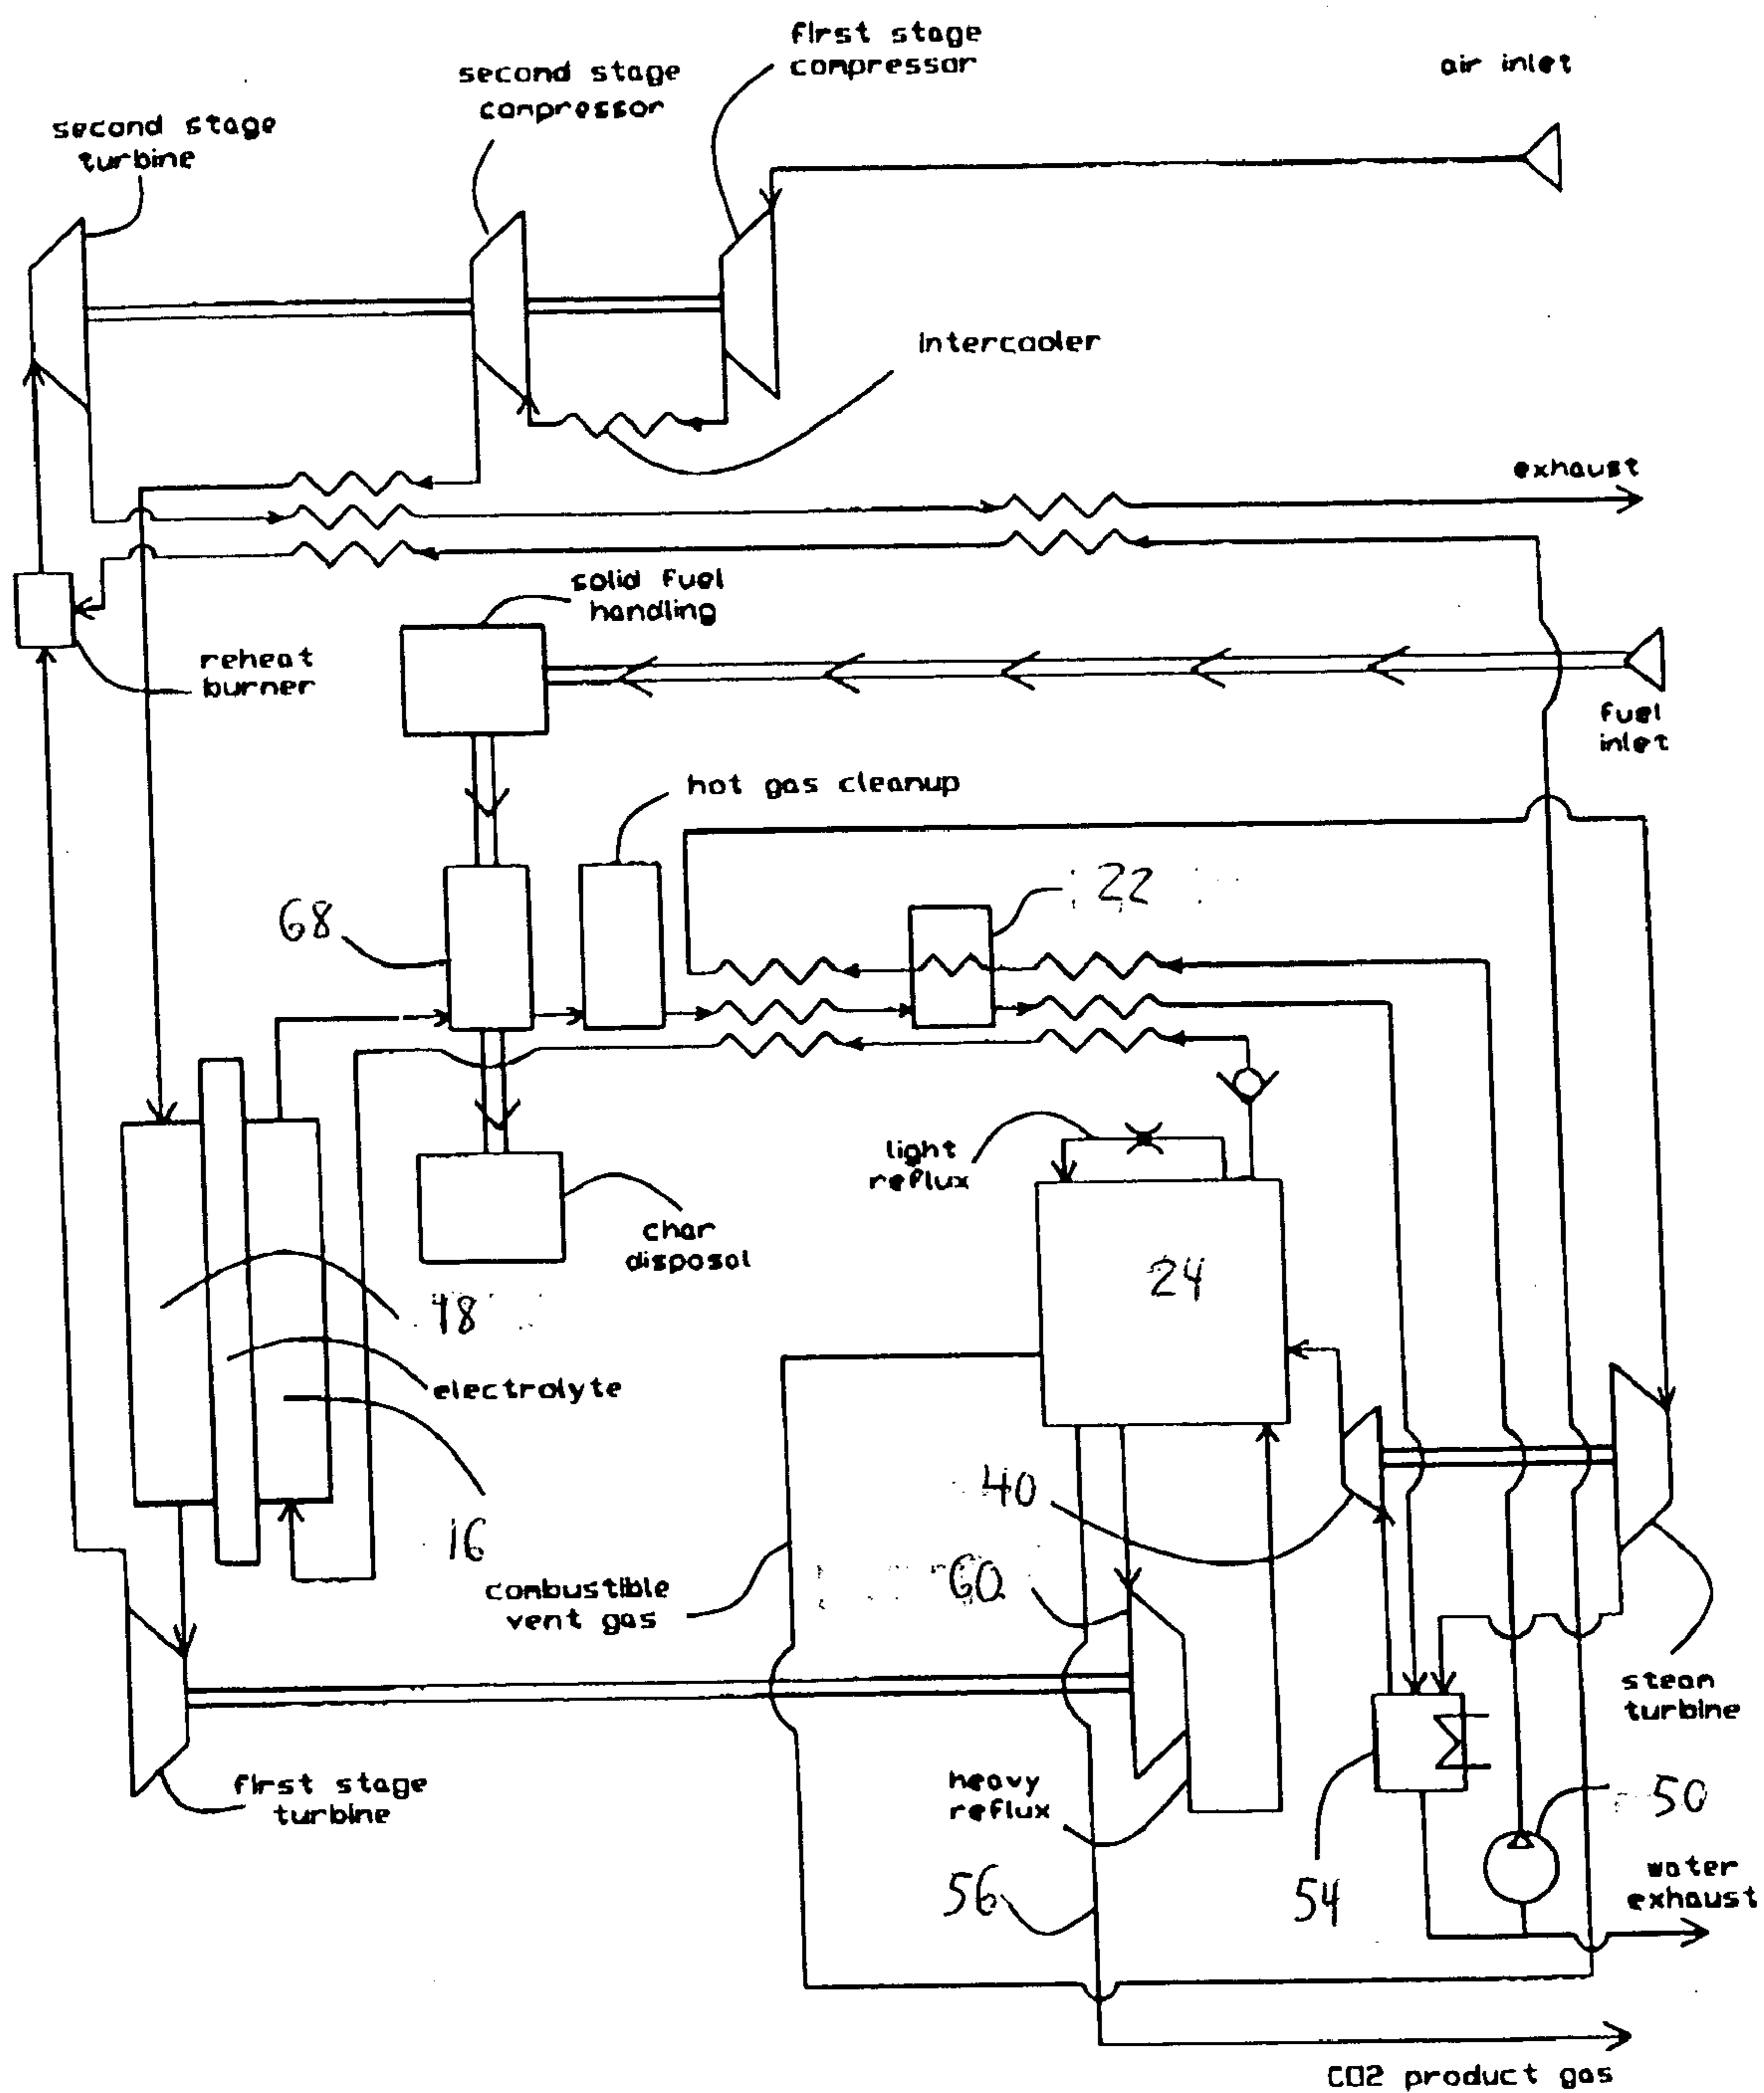 first stage
compressor
air inlet
second stage
compressor
second stage
turbine
intercooler
exhaust
solid fuel
handling
reheat
burner
fuel
inlet
hot gas cleanup
22
68
light
reflux
char
disposal
24
48
electrolyte
40
16
60
combustible
vent gas
steam
turbine
first stage
turbine
heavy
reflux
50
56
54
water
exhaust
CO2 product gas